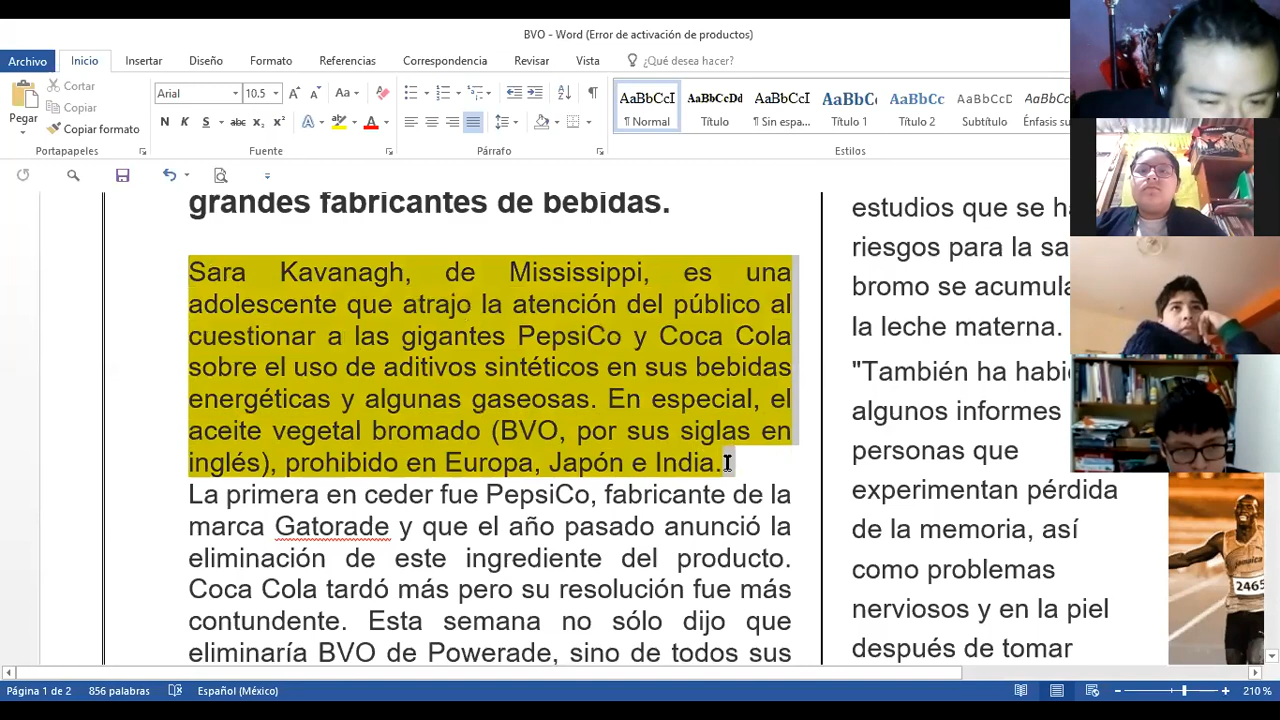 BVO - Word (Error de activación de productos)
Archivo Inicio Insertar Diseño Formato Referencias Correspondencia Revisar Vista ¿Qué desea hacer?
Pegar
Cortar
Copiar
Copiar formato
Portapapeles
Arial 10.5
N K S abc x₂ x² A A
Fuente
Párrafo
AaBbCcI AaBbCcDd AaBbCcI AaBbC AaBbCc AaBbCcD AaBbCc
¶ Normal Título ¶ Sin espa... Título 1 Título 2 Subtítulo Énfasis su
Estilos
grandes fabricantes de bebidas.
Sara Kavanagh, de Mississippi, es una
adolescente que atrajo la atención del público al
cuestionar a las gigantes PepsiCo y Coca Cola
sobre el uso de aditivos sintéticos en sus bebidas
energéticas y algunas gaseosas. En especial, el
aceite vegetal bromado (BVO, por sus siglas en
inglés), prohibido en Europa, Japón e India.
La primera en ceder fue PepsiCo, fabricante de la
marca Gatorade y que el año pasado anunció la
eliminación de este ingrediente del producto.
Coca Cola tardó más pero su resolución fue más
contundente. Esta semana no sólo dijo que
eliminaría BVO de Powerade, sino de todos sus
estudios que se ha
riesgos para la sa
bromo se acumula
la leche materna.
"También ha habi
algunos informes
personas que
experimentan pérdida
de la memoria, así
como problemas
nerviosos y en la piel
después de tomar
jamaica
2465
Página 1 de 2 856 palabras Español (México) 210 %